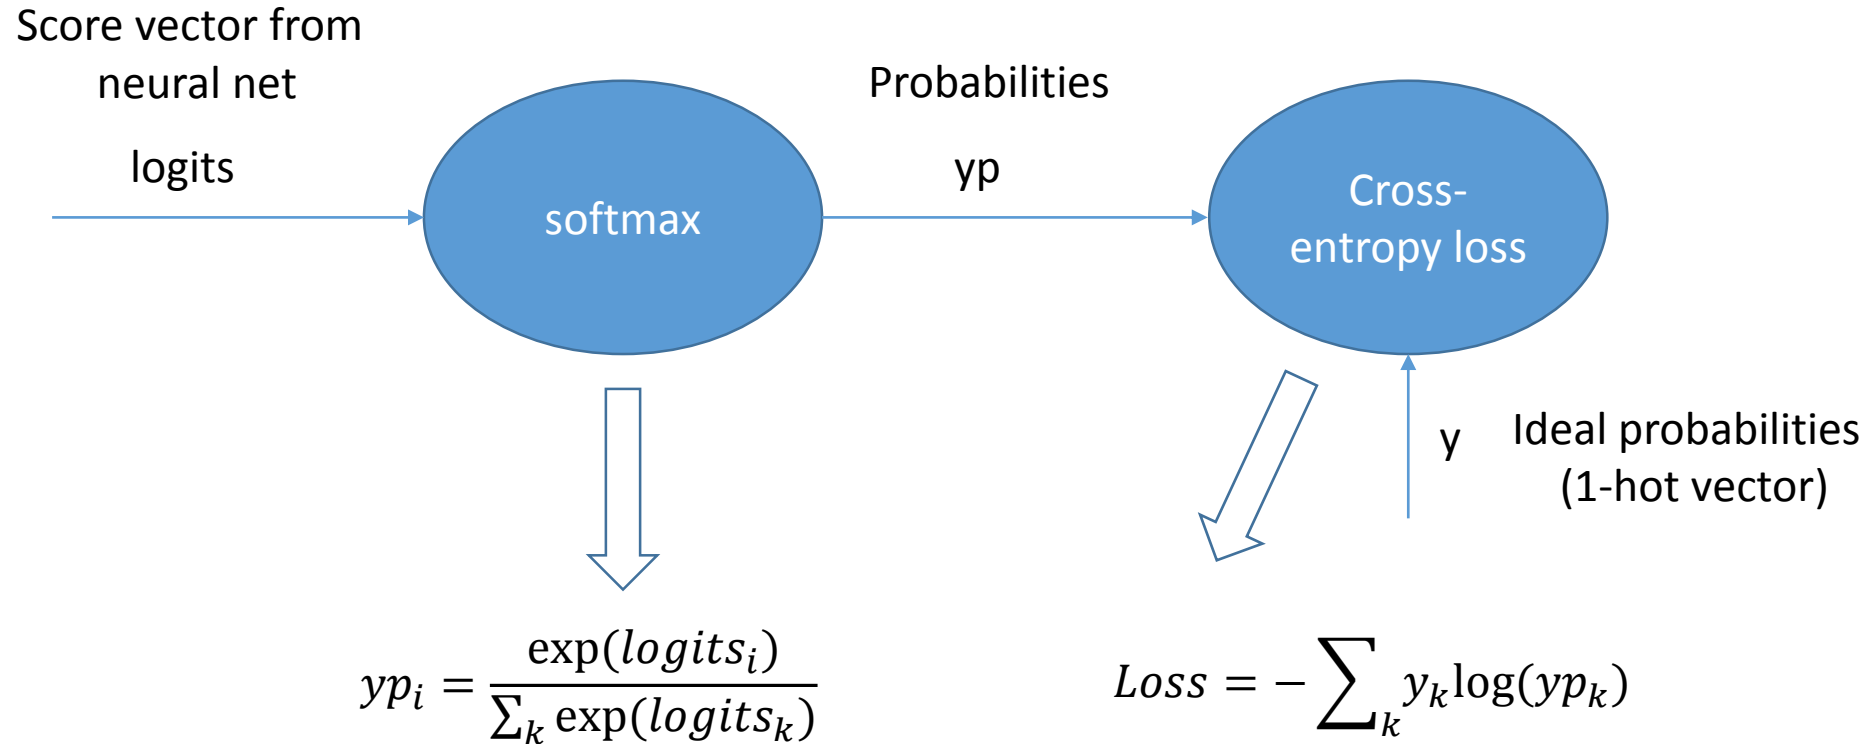 Score vector from
neural net
logits
softmax
Probabilities
yp
Cross-
entropy loss
y
Ideal probabilities
(1-hot vector)
yp_i = exp(logits_i) / ∑_k exp(logits_k)
Loss = − ∑_k y_k log(yp_k)